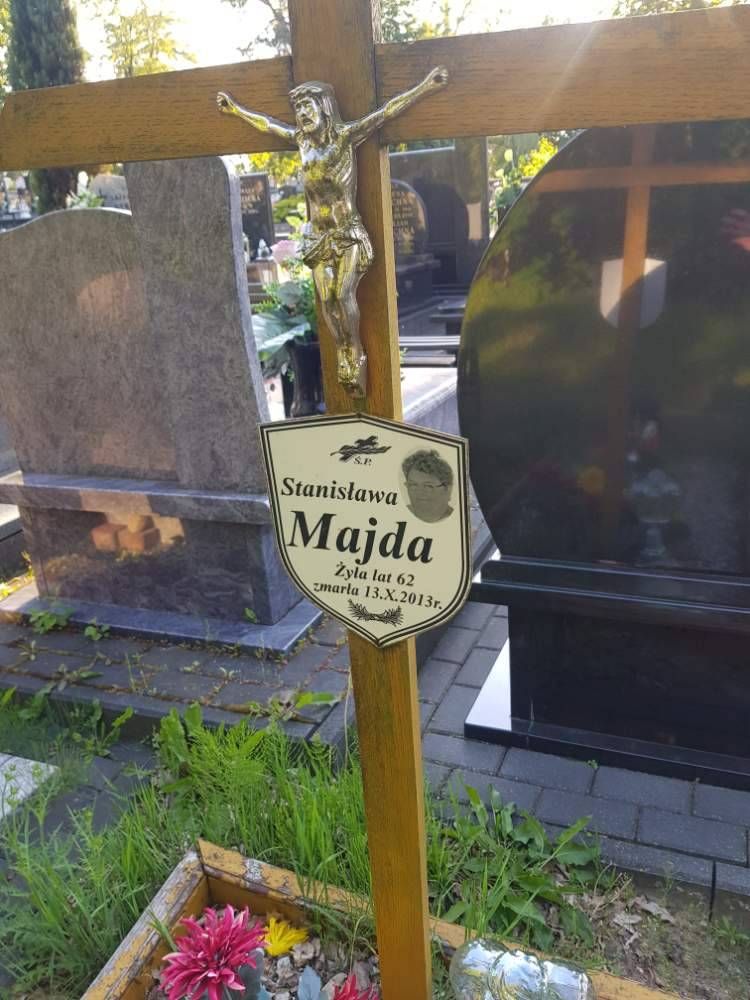 Ś.P.
Stanisława
Majda
Żyła lat 62
zmarła 13.X.2013r.